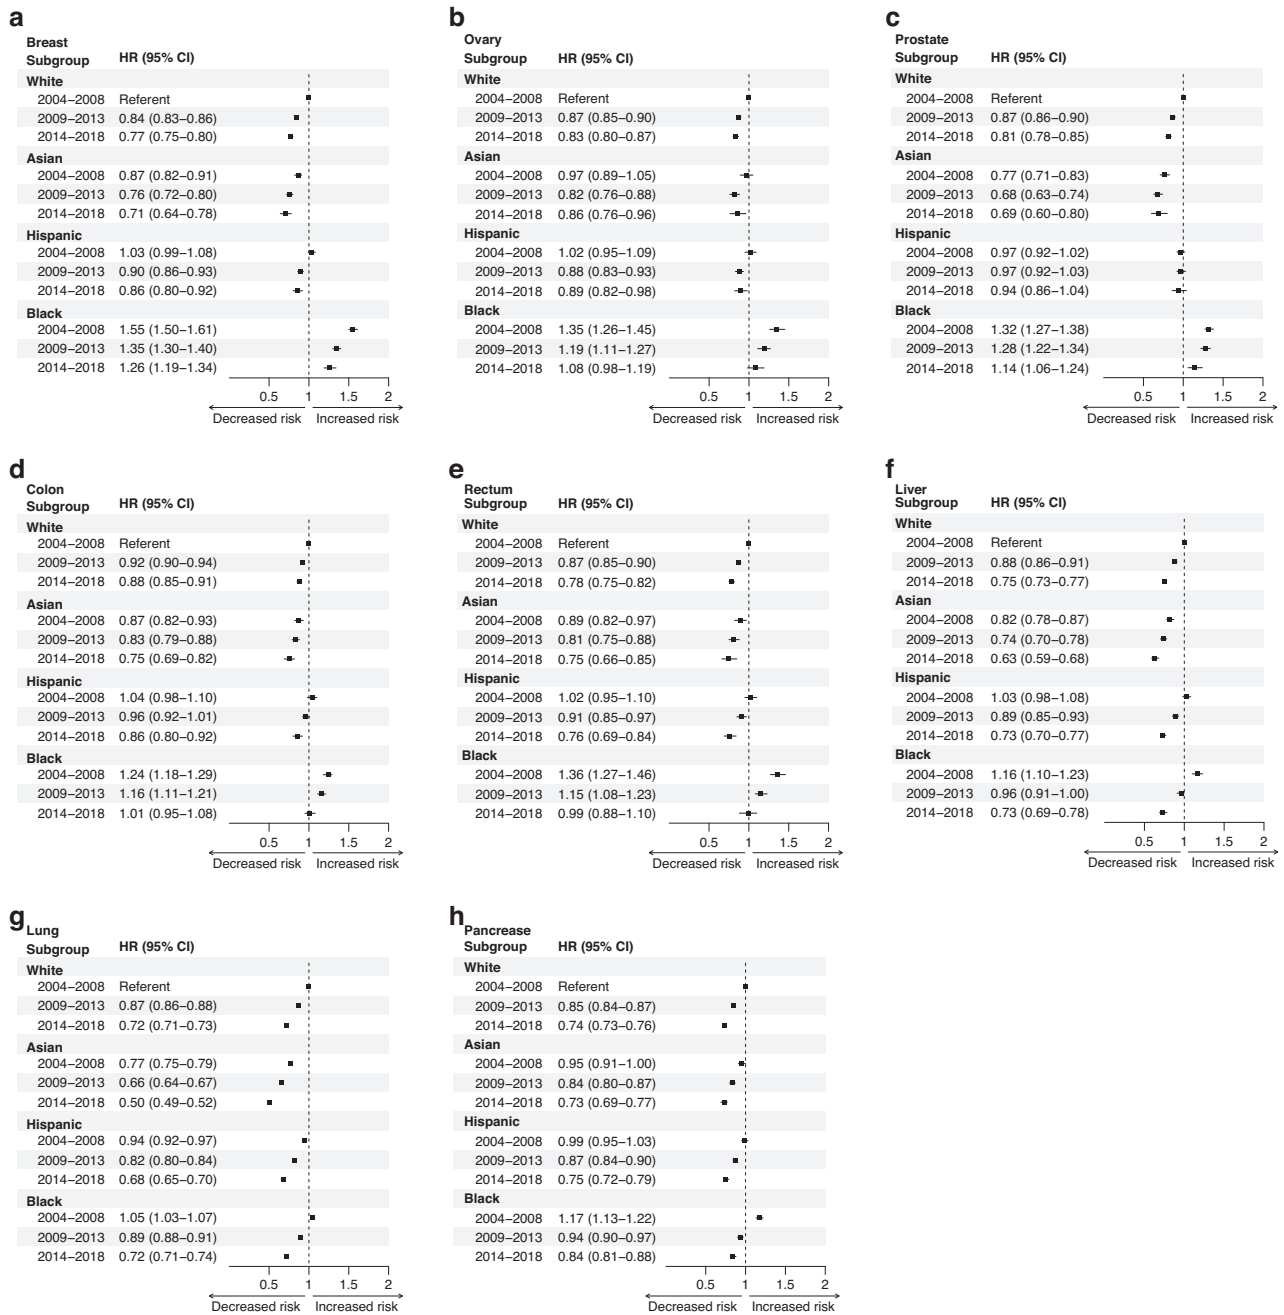 a
Breast
Subgroup HR (95% CI)
White
2004–2008 Referent
2009–2013 0.84 (0.83–0.86)
2014–2018 0.77 (0.75–0.80)
Asian
2004–2008 0.87 (0.82–0.91)
2009–2013 0.76 (0.72–0.80)
2014–2018 0.71 (0.64–0.78)
Hispanic
2004–2008 1.03 (0.99–1.08)
2009–2013 0.90 (0.86–0.93)
2014–2018 0.86 (0.80–0.92)
Black
2004–2008 1.55 (1.50–1.61)
2009–2013 1.35 (1.30–1.40)
2014–2018 1.26 (1.19–1.34)
0.5 1 1.5 2
Decreased risk Increased risk
b
Ovary
Subgroup HR (95% CI)
White
2004–2008 Referent
2009–2013 0.87 (0.85–0.90)
2014–2018 0.83 (0.80–0.87)
Asian
2004–2008 0.97 (0.89–1.05)
2009–2013 0.82 (0.76–0.88)
2014–2018 0.86 (0.76–0.96)
Hispanic
2004–2008 1.02 (0.95–1.09)
2009–2013 0.88 (0.83–0.93)
2014–2018 0.89 (0.82–0.98)
Black
2004–2008 1.35 (1.26–1.45)
2009–2013 1.19 (1.11–1.27)
2014–2018 1.08 (0.98–1.19)
0.5 1 1.5 2
Decreased risk Increased risk
c
Prostate
Subgroup HR (95% CI)
White
2004–2008 Referent
2009–2013 0.87 (0.86–0.90)
2014–2018 0.81 (0.78–0.85)
Asian
2004–2008 0.77 (0.71–0.83)
2009–2013 0.68 (0.63–0.74)
2014–2018 0.69 (0.60–0.80)
Hispanic
2004–2008 0.97 (0.92–1.02)
2009–2013 0.97 (0.92–1.03)
2014–2018 0.94 (0.86–1.04)
Black
2004–2008 1.32 (1.27–1.38)
2009–2013 1.28 (1.22–1.34)
2014–2018 1.14 (1.06–1.24)
0.5 1 1.5 2
Decreased risk Increased risk
d
Colon
Subgroup HR (95% CI)
White
2004–2008 Referent
2009–2013 0.92 (0.90–0.94)
2014–2018 0.88 (0.85–0.91)
Asian
2004–2008 0.87 (0.82–0.93)
2009–2013 0.83 (0.79–0.88)
2014–2018 0.75 (0.69–0.82)
Hispanic
2004–2008 1.04 (0.98–1.10)
2009–2013 0.96 (0.92–1.01)
2014–2018 0.86 (0.80–0.92)
Black
2004–2008 1.24 (1.18–1.29)
2009–2013 1.16 (1.11–1.21)
2014–2018 1.01 (0.95–1.08)
0.5 1 1.5 2
Decreased risk Increased risk
e
Rectum
Subgroup HR (95% CI)
White
2004–2008 Referent
2009–2013 0.87 (0.85–0.90)
2014–2018 0.78 (0.75–0.82)
Asian
2004–2008 0.89 (0.82–0.97)
2009–2013 0.81 (0.75–0.88)
2014–2018 0.75 (0.66–0.85)
Hispanic
2004–2008 1.02 (0.95–1.10)
2009–2013 0.91 (0.85–0.97)
2014–2018 0.76 (0.69–0.84)
Black
2004–2008 1.36 (1.27–1.46)
2009–2013 1.15 (1.08–1.23)
2014–2018 0.99 (0.88–1.10)
0.5 1 1.5 2
Decreased risk Increased risk
f
Liver
Subgroup HR (95% CI)
White
2004–2008 Referent
2009–2013 0.88 (0.86–0.91)
2014–2018 0.75 (0.73–0.77)
Asian
2004–2008 0.82 (0.78–0.87)
2009–2013 0.74 (0.70–0.78)
2014–2018 0.63 (0.59–0.68)
Hispanic
2004–2008 1.03 (0.98–1.08)
2009–2013 0.89 (0.85–0.93)
2014–2018 0.73 (0.70–0.77)
Black
2004–2008 1.16 (1.10–1.23)
2009–2013 0.96 (0.91–1.00)
2014–2018 0.73 (0.69–0.78)
0.5 1 1.5 2
Decreased risk Increased risk
g
Lung
Subgroup HR (95% CI)
White
2004–2008 Referent
2009–2013 0.87 (0.86–0.88)
2014–2018 0.72 (0.71–0.73)
Asian
2004–2008 0.77 (0.75–0.79)
2009–2013 0.66 (0.64–0.67)
2014–2018 0.50 (0.49–0.52)
Hispanic
2004–2008 0.94 (0.92–0.97)
2009–2013 0.82 (0.80–0.84)
2014–2018 0.68 (0.65–0.70)
Black
2004–2008 1.05 (1.03–1.07)
2009–2013 0.89 (0.88–0.91)
2014–2018 0.72 (0.71–0.74)
0.5 1 1.5 2
Decreased risk Increased risk
h
Pancrease
Subgroup HR (95% CI)
White
2004–2008 Referent
2009–2013 0.85 (0.84–0.87)
2014–2018 0.74 (0.73–0.76)
Asian
2004–2008 0.95 (0.91–1.00)
2009–2013 0.84 (0.80–0.87)
2014–2018 0.73 (0.69–0.77)
Hispanic
2004–2008 0.99 (0.95–1.03)
2009–2013 0.87 (0.84–0.90)
2014–2018 0.75 (0.72–0.79)
Black
2004–2008 1.17 (1.13–1.22)
2009–2013 0.94 (0.90–0.97)
2014–2018 0.84 (0.81–0.88)
0.5 1 1.5 2
Decreased risk Increased risk